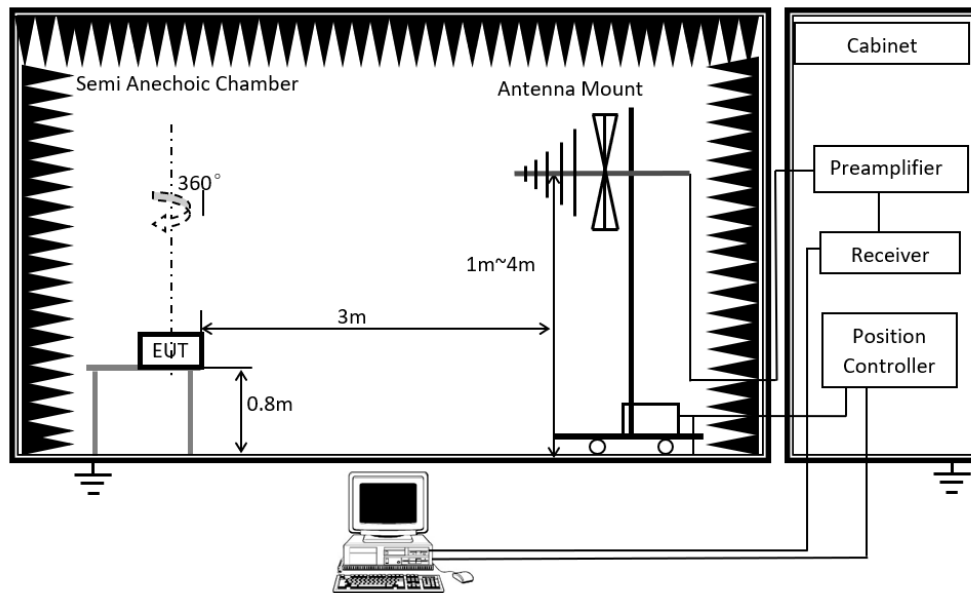 Cabinet
Semi Anechoic Chamber
Antenna Mount
360°
Preamplifier
1m~4m
Receiver
3m
EUT
Position
Controller
0.8m